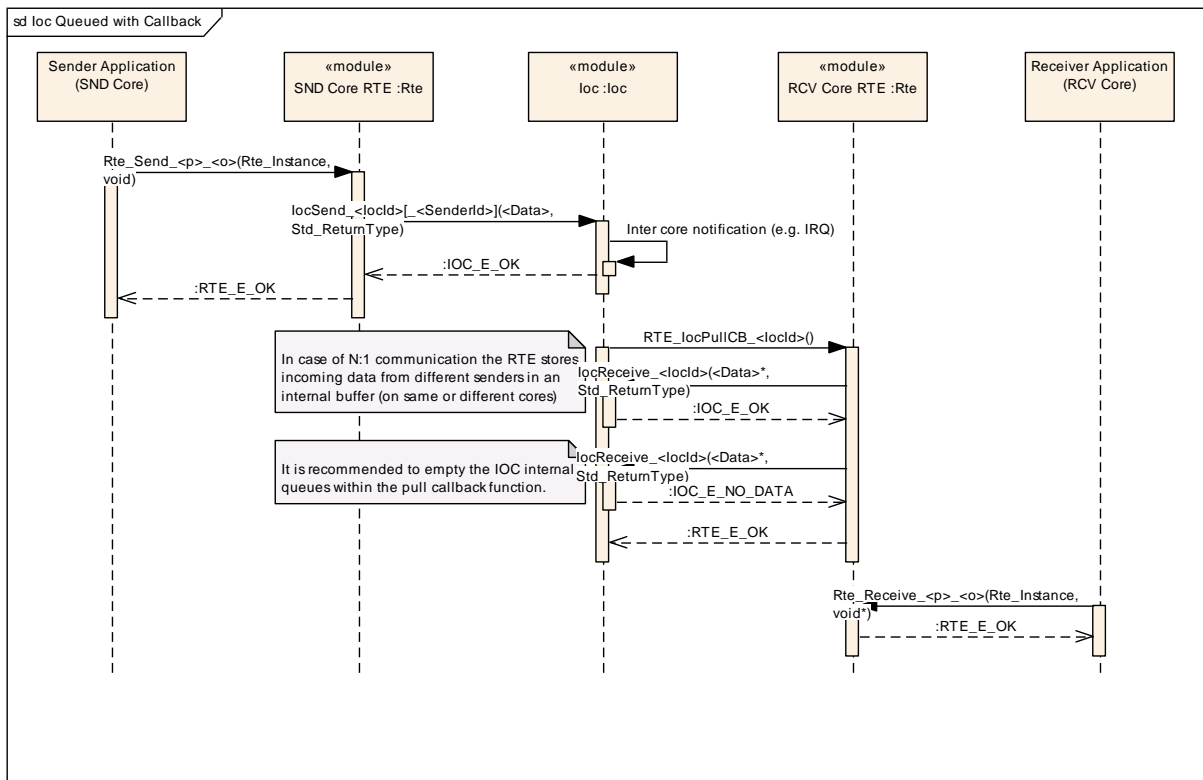 sd Ioc Queued with Callback
Sender Application
(SND Core)
«module»
SND Core RTE :Rte
«module»
Ioc :Ioc
«module»
RCV Core RTE :Rte
Receiver Application
(RCV Core)
Rte_Send_<p>_<o>(Rte_Instance,
void)
IocSend_<IocId>[_<SenderId>](<Data>,
Std_ReturnType)
Inter core notification (e.g. IRQ)
:IOC_E_OK
:RTE_E_OK
In case of N:1 communication the RTE stores
incoming data from different senders in an
internal buffer (on same or different cores)
RTE_IocPullCB_<IocId>()
IocReceive_<IocId>(<Data>*,
Std_ReturnType)
:IOC_E_OK
It is recommended to empty the IOC internal
queues within the pull callback function.
IocReceive_<IocId>(<Data>*,
Std_ReturnType)
:IOC_E_NO_DATA
:RTE_E_OK
Rte_Receive_<p>_<o>(Rte_Instance,
void*)
:RTE_E_OK